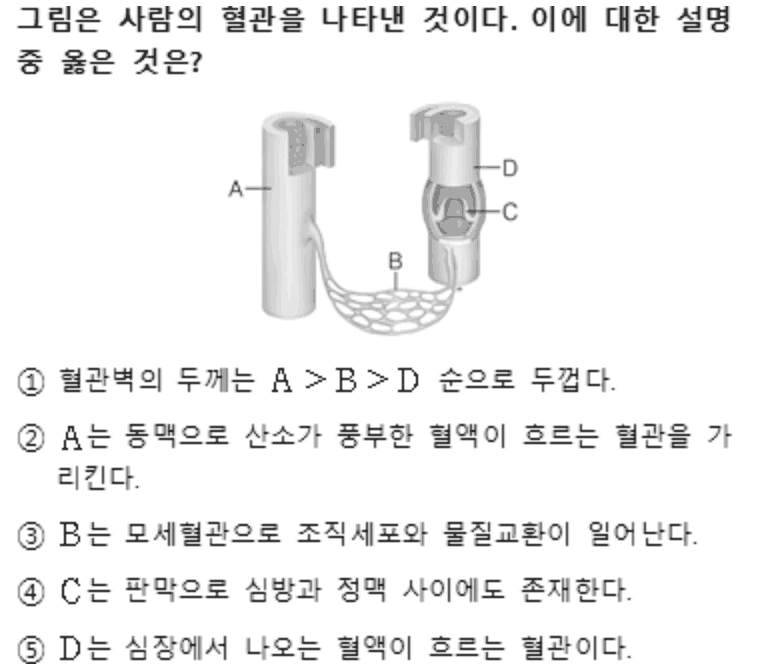 그림은 사람의 혈관을 나타낸 것이다. 이에 대한 설명
중 옳은 것은?
A
D
C
B
① 혈관벽의 두께는 A > B > D 순으로 두껍다.
② A는 동맥으로 산소가 풍부한 혈액이 흐르는 혈관을 가
리킨다.
③ B는 모세혈관으로 조직세포와 물질교환이 일어난다.
④ C는 판막으로 심방과 정맥 사이에도 존재한다.
⑤ D는 심장에서 나오는 혈액이 흐르는 혈관이다.